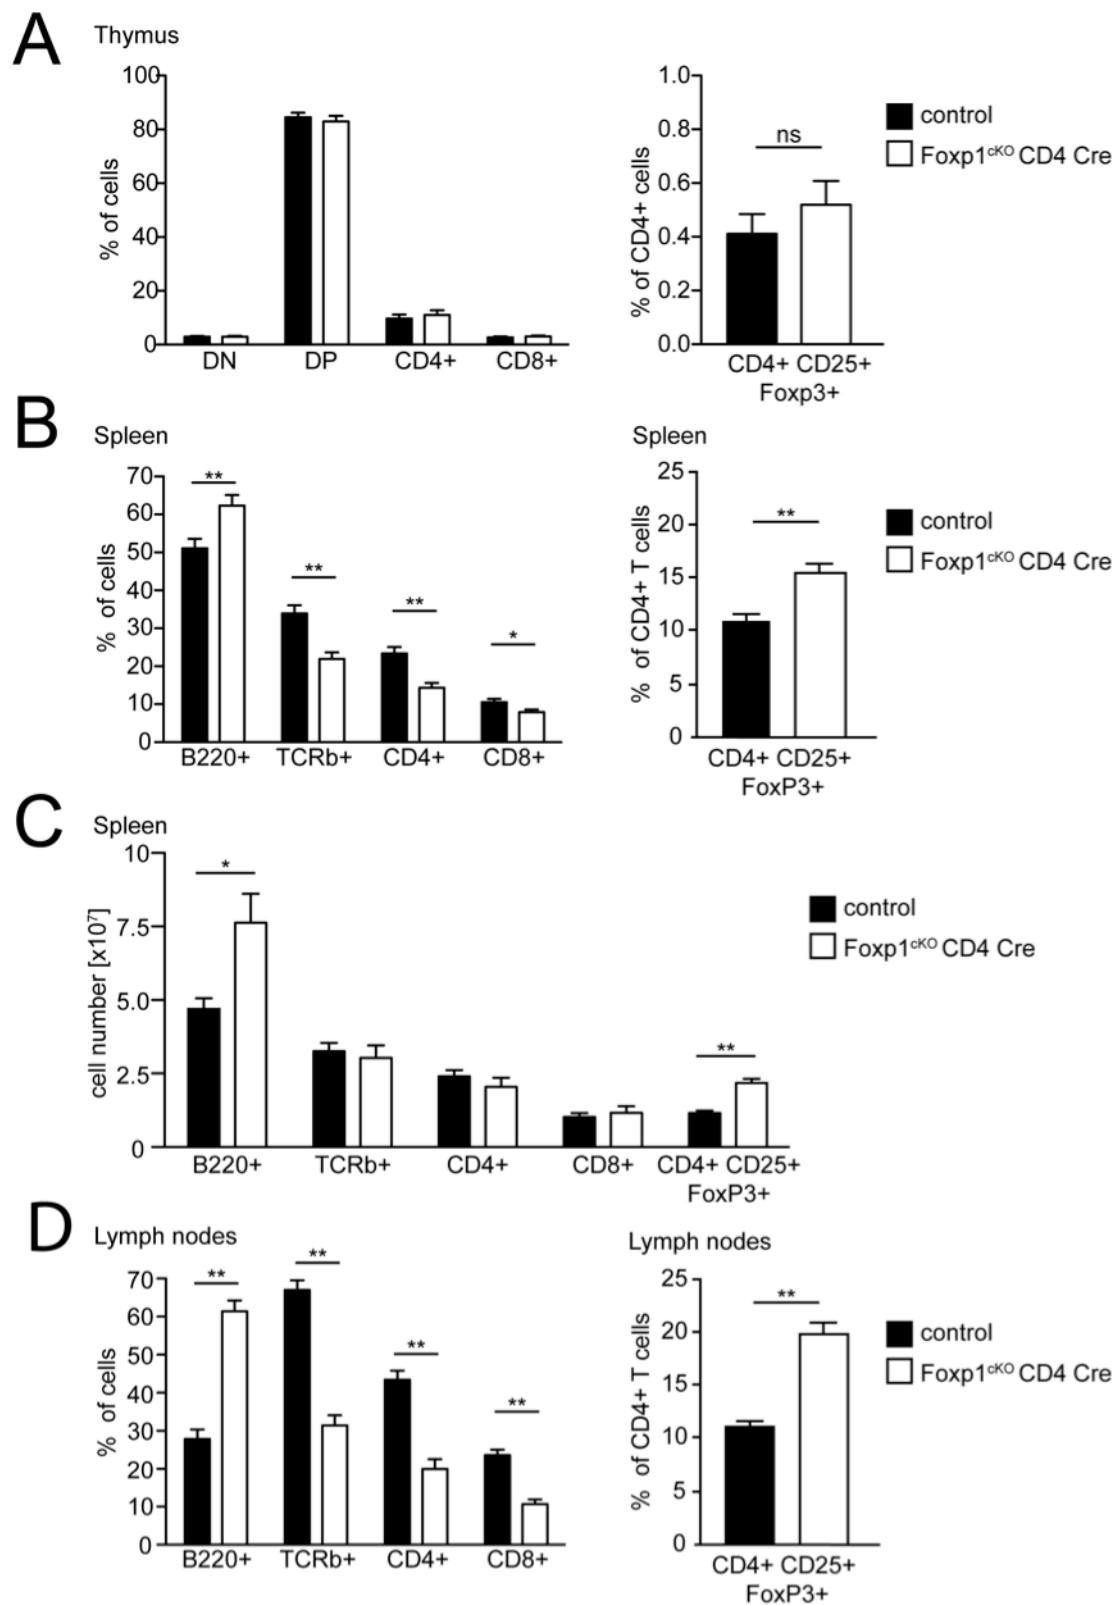 A
Thymus
100
80
60
40
20
0
% of cells
DN DP CD4+ CD8+
1.0
0.8
0.6
0.4
0.2
0.0
% of CD4+ cells
ns
CD4+ CD25+
Foxp3+
control
Foxp1cKO CD4 Cre
B
Spleen
70
60
50
40
30
20
10
0
% of cells
**
**
**
*
B220+ TCRb+ CD4+ CD8+
Spleen
25
20
15
10
5
0
% of CD4+ T cells
**
CD4+ CD25+
FoxP3+
control
Foxp1cKO CD4 Cre
C
Spleen
10
7.5
5.0
2.5
0
cell number [x10⁷]
*
**
B220+ TCRb+ CD4+ CD8+ CD4+ CD25+
FoxP3+
control
Foxp1cKO CD4 Cre
D
Lymph nodes
70
60
50
40
30
20
10
0
% of cells
**
**
**
**
B220+ TCRb+ CD4+ CD8+
Lymph nodes
25
20
15
10
5
0
% of CD4+ T cells
**
CD4+ CD25+
FoxP3+
control
Foxp1cKO CD4 Cre